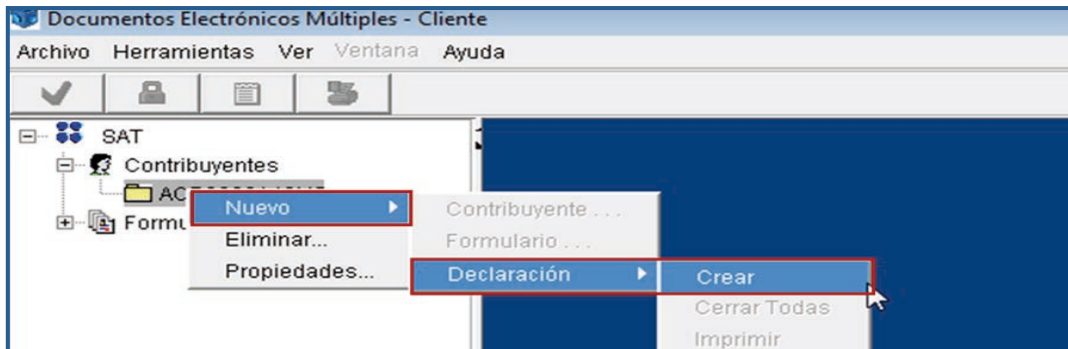 Documentos Electrónicos Múltiples - Cliente
Archivo Herramientas Ver Ventana Ayuda
SAT
Contribuyentes
Nuevo
Contribuyente . . .
Eliminar...
Formulario . . .
Propiedades...
Declaración
Crear
Cerrar Todas
Imprimir